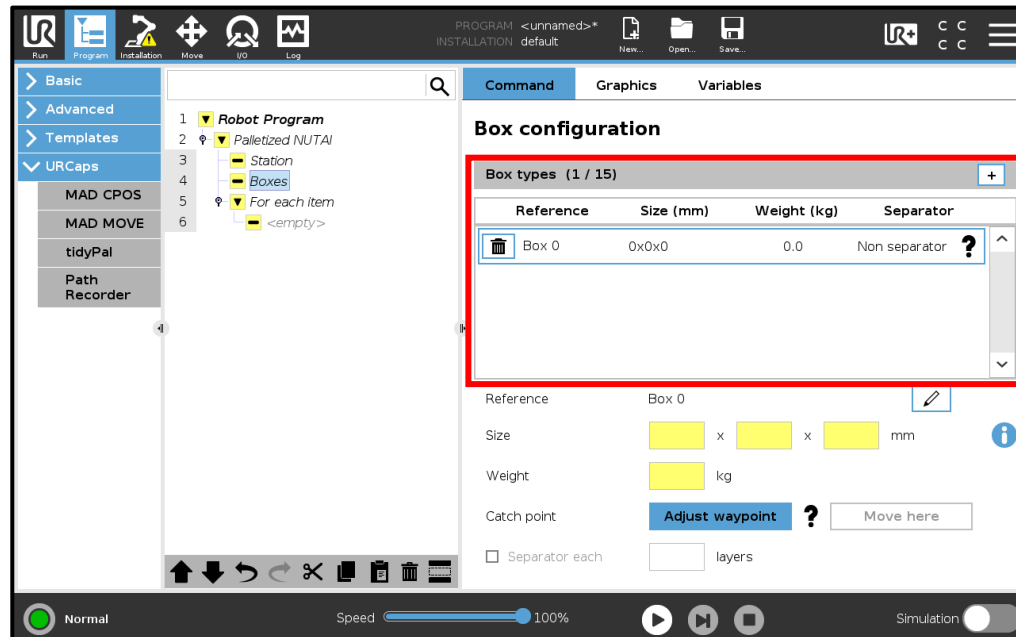 PROGRAM <unnamed>*
INSTALLATION default
Run Program Installation Move I/O Log New... Open... Save...
UR+
C C
C C
Basic
Advanced
Templates
URCaps
MAD CPOS
MAD MOVE
tidyPal
Path
Recorder
1 Robot Program
2 Palletized NUTAI
3 Station
4 Boxes
5 For each item
6 <empty>
Command Graphics Variables
Box configuration
Box types (1 / 15) +
Reference Size (mm) Weight (kg) Separator
Box 0 0x0x0 0.0 Non separator ?
Reference Box 0
Size x x mm i
Weight kg
Catch point Adjust waypoint ? Move here
Separator each layers
Normal Speed 100% Simulation